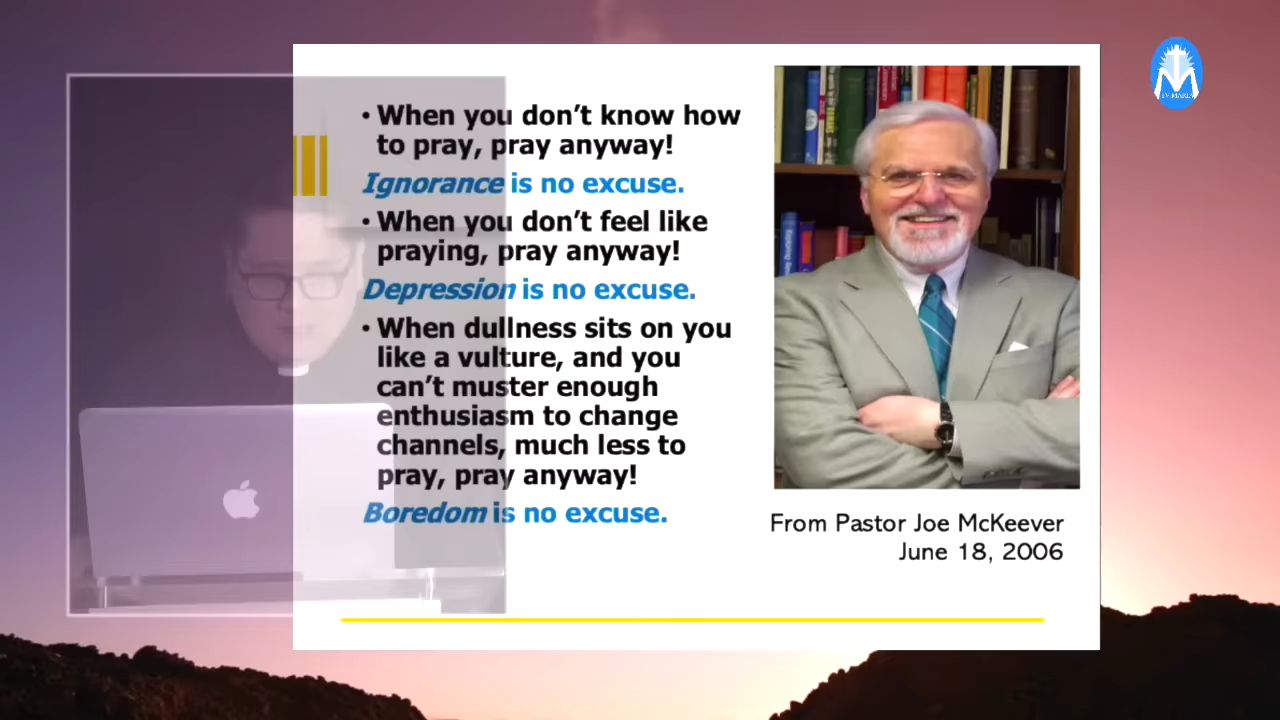 • When you don't know how
to pray, pray anyway!
Ignorance is no excuse.
• When you don't feel like
praying, pray anyway!
Depression is no excuse.
• When dullness sits on you
like a vulture, and you
can't muster enough
enthusiasm to change
channels, much less to
pray, pray anyway!
Boredom is no excuse.
From Pastor Joe McKeever
June 18, 2006
TV MARIA